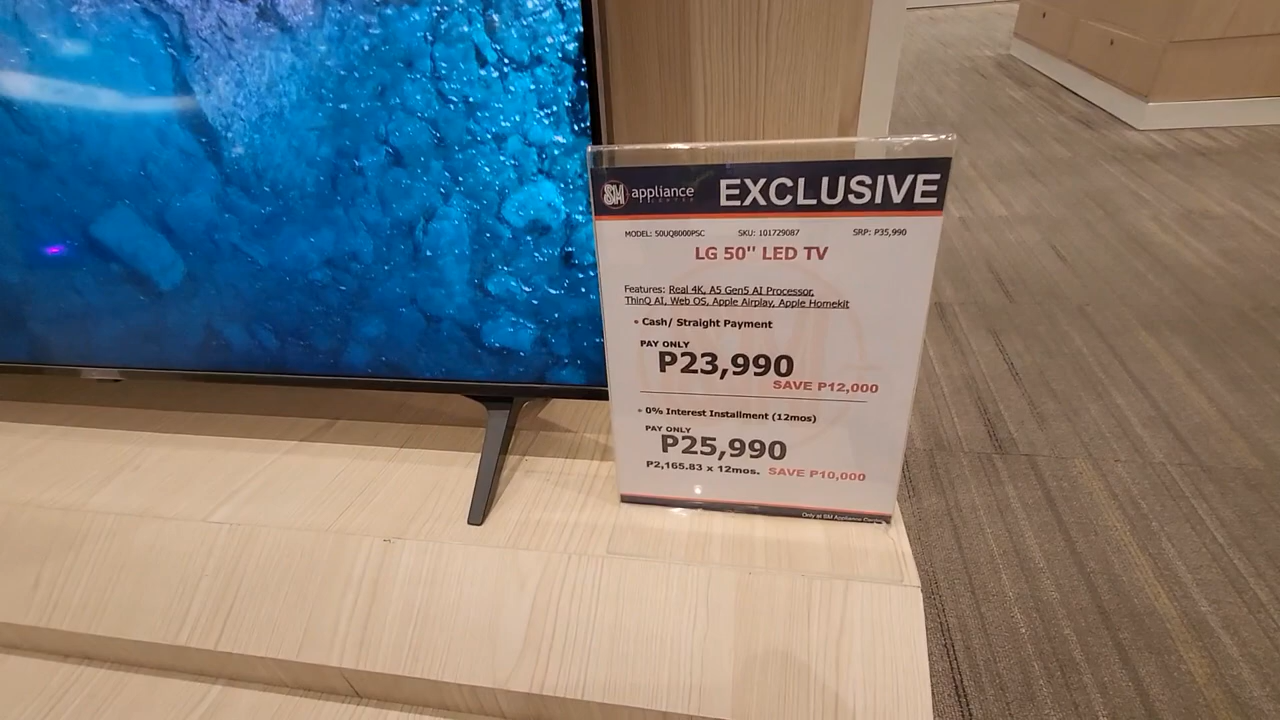 SM appliance CENTER EXCLUSIVE
MODEL: 50UQ8000PSC SKU: 101729087 SRP: P35,990
LG 50" LED TV
Features: Real 4K, A5 Gen5 AI Processor,
ThinQ AI, Web OS, Apple Airplay, Apple Homekit
• Cash/ Straight Payment
PAY ONLY
P23,990
SAVE P12,000
• 0% Interest Installment (12mos)
PAY ONLY
P25,990
P2,165.83 x 12mos. SAVE P10,000
Only at SM Appliance Center